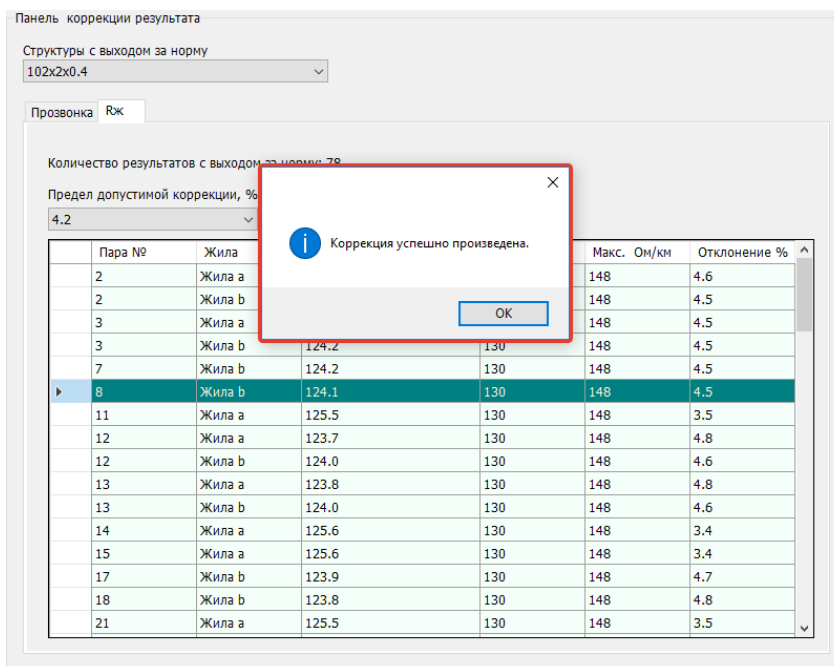 Панель коррекции результата
Структуры с выходом за норму
102x2x0.4
Прозвонка Rж
Количество результатов с выходом за норму: 78
Предел допустимой коррекции, %
4.2
Коррекция успешно произведена.
OK
Пара № Жила Макс. Ом/км Отклонение %
2 Жила a 148 4.6
2 Жила b 148 4.5
3 Жила a 148 4.5
3 Жила b 124.2 130 148 4.5
7 Жила b 124.2 130 148 4.5
8 Жила b 124.1 130 148 4.5
11 Жила a 125.5 130 148 3.5
12 Жила a 123.7 130 148 4.8
12 Жила b 124.0 130 148 4.6
13 Жила a 123.8 130 148 4.8
13 Жила b 124.0 130 148 4.6
14 Жила a 125.6 130 148 3.4
15 Жила a 125.6 130 148 3.4
17 Жила b 123.9 130 148 4.7
18 Жила b 123.8 130 148 4.8
21 Жила a 125.5 130 148 3.5